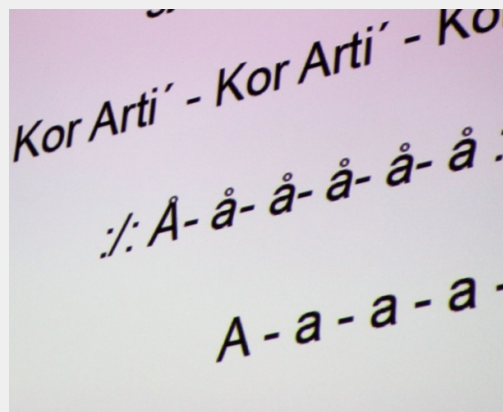 Kor Arti´ - Kor Arti´ - Ko
:/: Å- å- å- å- å- å :
A - a - a - a -